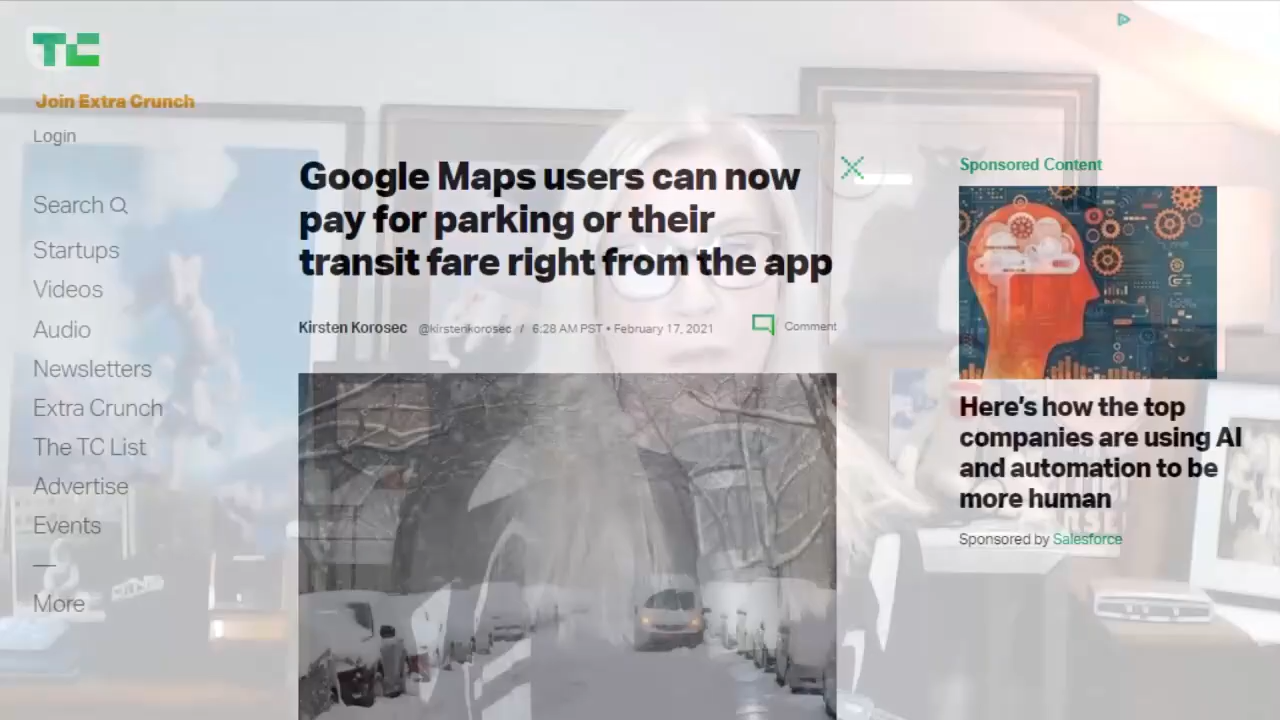 TC
Join Extra Crunch
Login
Search
Startups
Videos
Audio
Newsletters
Extra Crunch
The TC List
Advertise
Events
—
More
Google Maps users can now
pay for parking or their
transit fare right from the app
Kirsten Korosec @kirstenkorosec / 6:28 AM PST • February 17, 2021
Comment
Sponsored Content
Here's how the top
companies are using AI
and automation to be
more human
Sponsored by Salesforce